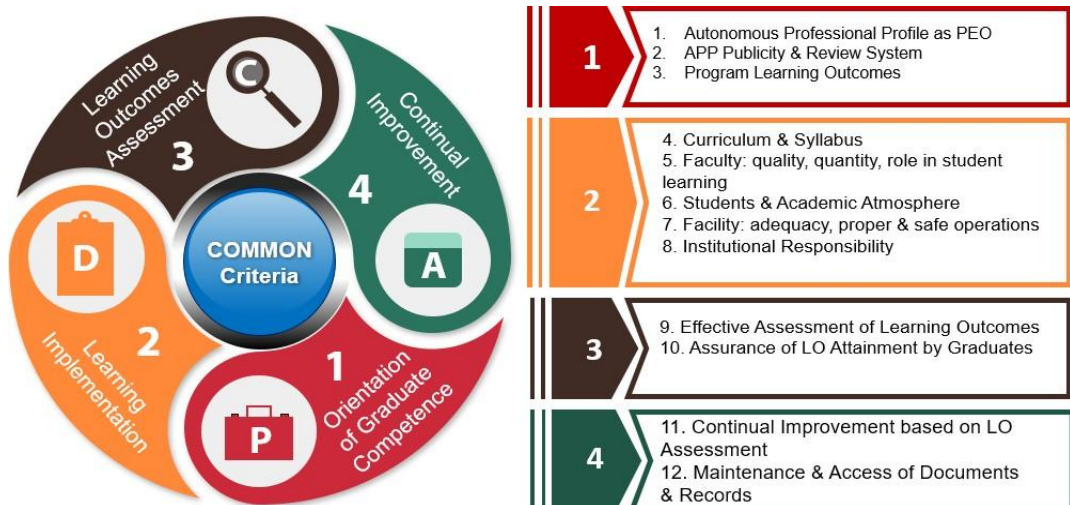 Learning
Outcomes
Assessment
3
C
Continual
Improvement
4
A
COMMON
Criteria
D
2
Learning
Implementation
1
Orientation
of Graduate
Competence
P
1
1. Autonomous Professional Profile as PEO
2. APP Publicity & Review System
3. Program Learning Outcomes
2
4. Curriculum & Syllabus
5. Faculty: quality, quantity, role in student
learning
6. Students & Academic Atmosphere
7. Facility: adequacy, proper & safe operations
8. Institutional Responsibility
3
9. Effective Assessment of Learning Outcomes
10. Assurance of LO Attainment by Graduates
4
11. Continual Improvement based on LO
Assessment
12. Maintenance & Access of Documents
& Records